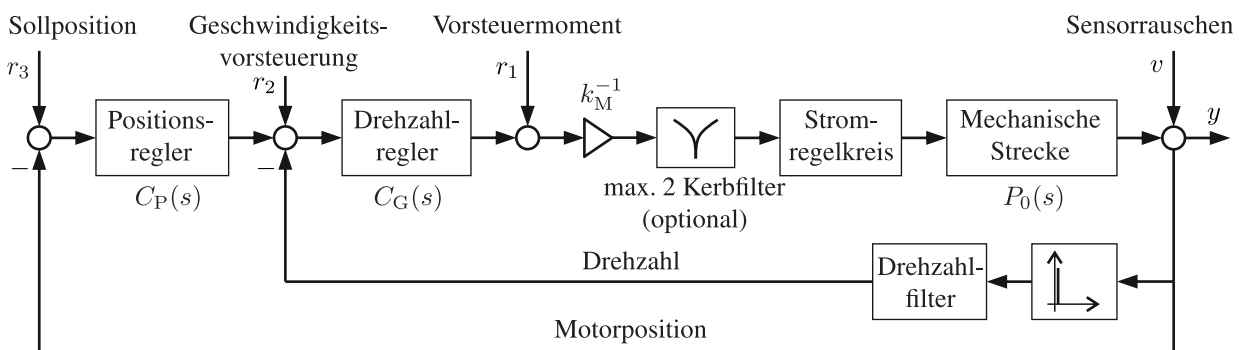 Sollposition
Geschwindigkeits-
vorsteuerung
Vorsteuermoment
Sensorrauschen
r₃
r₂
r₁
k_M⁻¹
v
y
Positions-
regler
Drehzahl-
regler
Strom-
regelkreis
Mechanische
Strecke
−
−
C_P(s)
C_G(s)
max. 2 Kerbfilter
(optional)
P₀(s)
Drehzahl
Drehzahl-
filter
Motorposition